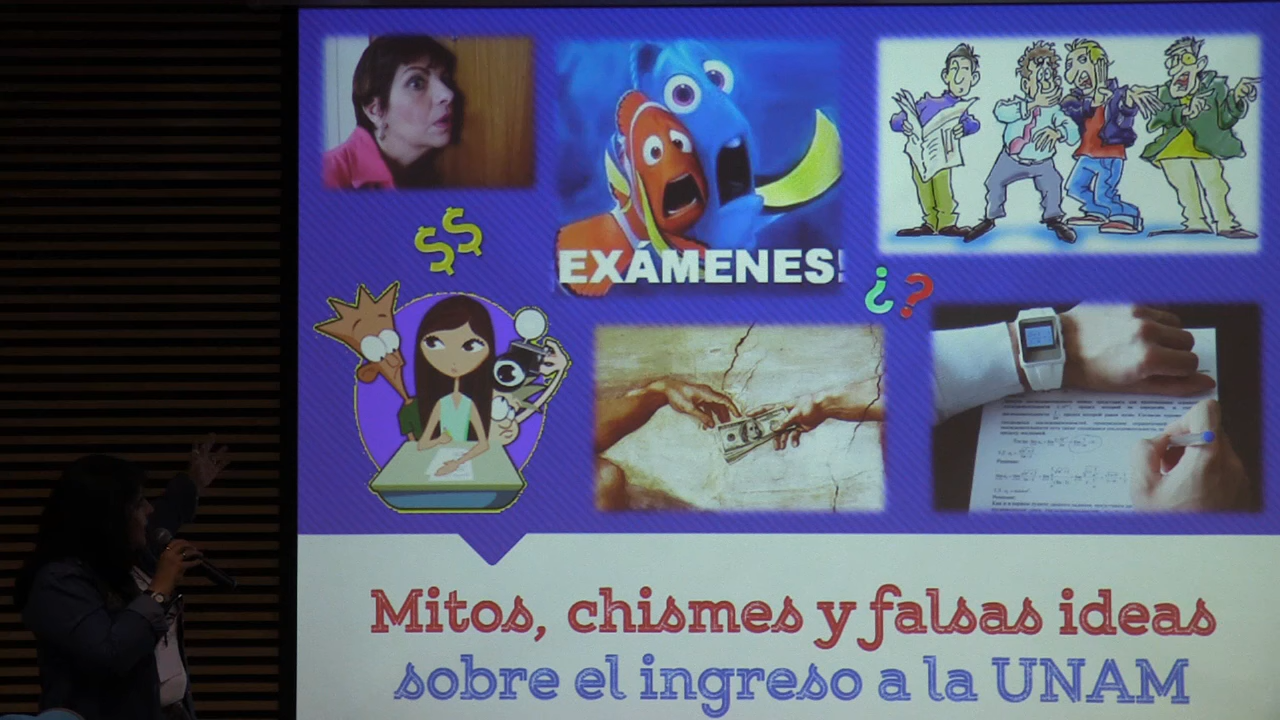 $$
EXÁMENES!
¿?
Mitos, chismes y falsas ideas
sobre el ingreso a la UNAM